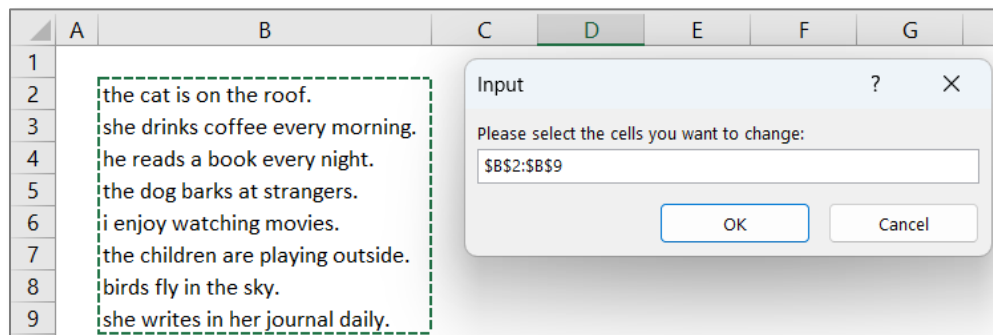 A B C D E F G
1
2 the cat is on the roof.
3 she drinks coffee every morning.
4 he reads a book every night.
5 the dog barks at strangers.
6 i enjoy watching movies.
7 the children are playing outside.
8 birds fly in the sky.
9 she writes in her journal daily.
Input ? X
Please select the cells you want to change:
$B$2:$B$9
OK Cancel